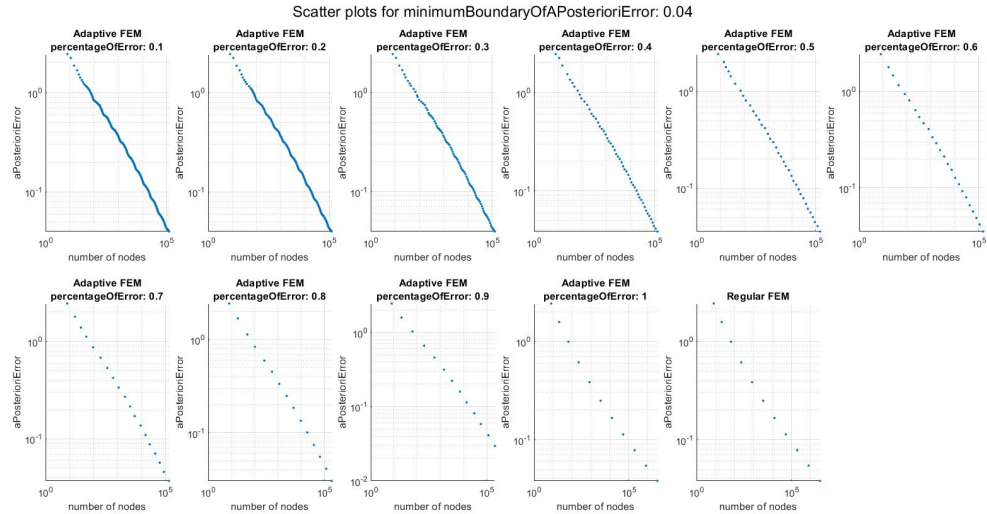 Scatter plots for minimumBoundaryOfAPosterioriError: 0.04
Adaptive FEM
percentageOfError: 0.1
aPosterioriError
10^0
10^-1
10^0
10^5
number of nodes
Adaptive FEM
percentageOfError: 0.2
aPosterioriError
10^0
10^-1
10^0
10^5
number of nodes
Adaptive FEM
percentageOfError: 0.3
aPosterioriError
10^0
10^-1
10^0
10^5
number of nodes
Adaptive FEM
percentageOfError: 0.4
aPosterioriError
10^0
10^-1
10^0
10^5
number of nodes
Adaptive FEM
percentageOfError: 0.5
aPosterioriError
10^0
10^-1
10^0
10^5
number of nodes
Adaptive FEM
percentageOfError: 0.6
aPosterioriError
10^0
10^-1
10^0
10^5
number of nodes
Adaptive FEM
percentageOfError: 0.7
aPosterioriError
10^0
10^-1
10^0
10^5
number of nodes
Adaptive FEM
percentageOfError: 0.8
aPosterioriError
10^0
10^-1
10^0
10^5
number of nodes
Adaptive FEM
percentageOfError: 0.9
aPosterioriError
10^0
10^-1
10^-2
10^0
10^5
number of nodes
Adaptive FEM
percentageOfError: 1
aPosterioriError
10^0
10^-1
10^0
10^5
number of nodes
Regular FEM
aPosterioriError
10^0
10^-1
10^0
10^5
number of nodes